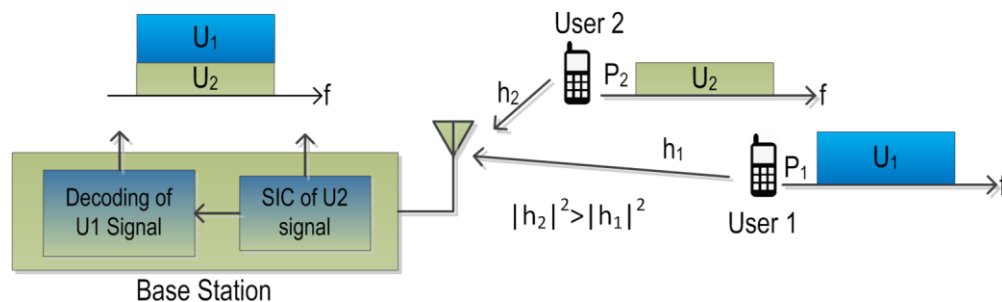 U₁
U₂
f
User 2
P₂
U₂
f
h₂
h₁
P₁
U₁
f
User 1
|h₂|²>|h₁|²
Decoding of
U1 Signal
SIC of U2
signal
Base Station